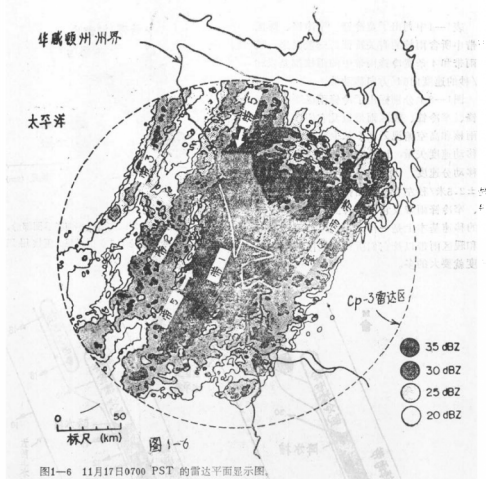 华盛顿州州界
太平洋
带5
带3
带2
带1
带3
Cp-3雷达区
35 dBZ
30 dBZ
25 dBZ
20 dBZ
0 50
标尺 (km)
图1-6
图1—6 11月17日0700 PST 的雷达平面显示图。